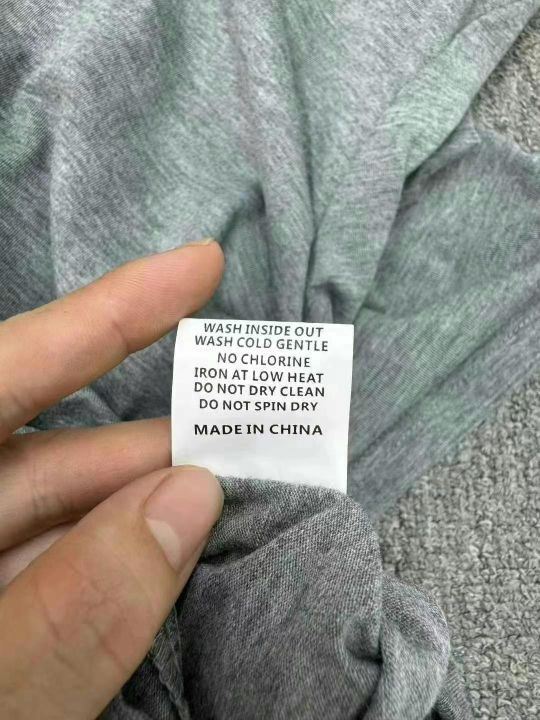 WASH INSIDE OUT
WASH COLD GENTLE
NO CHLORINE
IRON AT LOW HEAT
DO NOT DRY CLEAN
DO NOT SPIN DRY
MADE IN CHINA